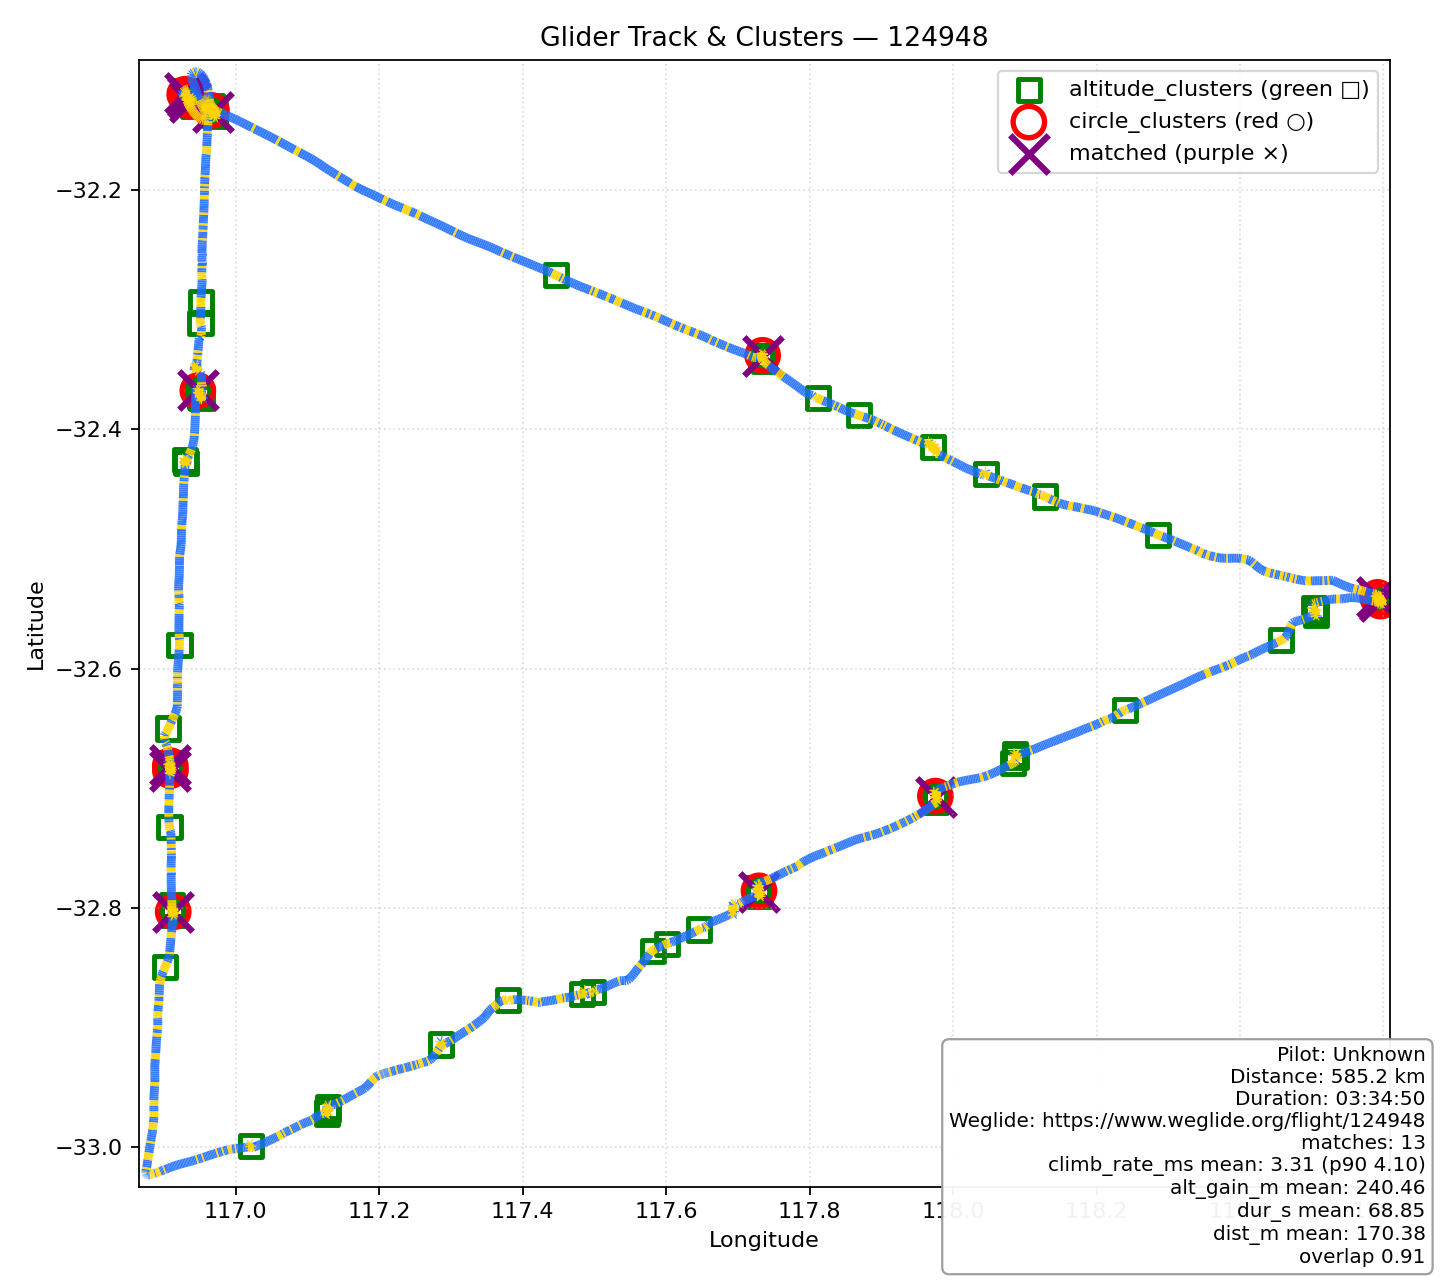 Glider Track & Clusters — 124948
altitude_clusters (green □)
circle_clusters (red ○)
matched (purple ×)
−32.2
−32.4
−32.6
−32.8
−33.0
Latitude
117.0
117.2
117.4
117.6
117.8
118.0
118.2
Longitude
Pilot: Unknown
Distance: 585.2 km
Duration: 03:34:50
Weglide: https://www.weglide.org/flight/124948
matches: 13
climb_rate_ms mean: 3.31 (p90 4.10)
alt_gain_m mean: 240.46
dur_s mean: 68.85
dist_m mean: 170.38
overlap 0.91